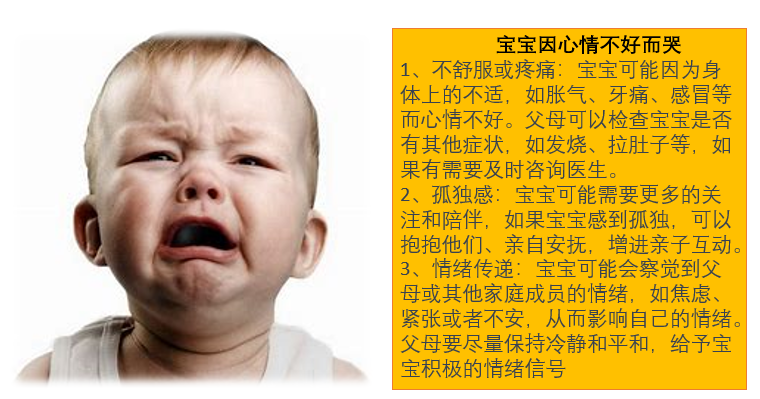 宝宝因心情不好而哭
1、不舒服或疼痛：宝宝可能因为身
体上的不适，如胀气、牙痛、感冒等
而心情不好。父母可以检查宝宝是否
有其他症状，如发烧、拉肚子等，如
果有需要及时咨询医生。
2、孤独感：宝宝可能需要更多的关
注和陪伴，如果宝宝感到孤独，可以
抱抱他们、亲自安抚，增进亲子互动。
3、情绪传递：宝宝可能会察觉到父
母或其他家庭成员的情绪，如焦虑、
紧张或者不安，从而影响自己的情绪。
父母要尽量保持冷静和平和，给予宝
宝积极的情绪信号